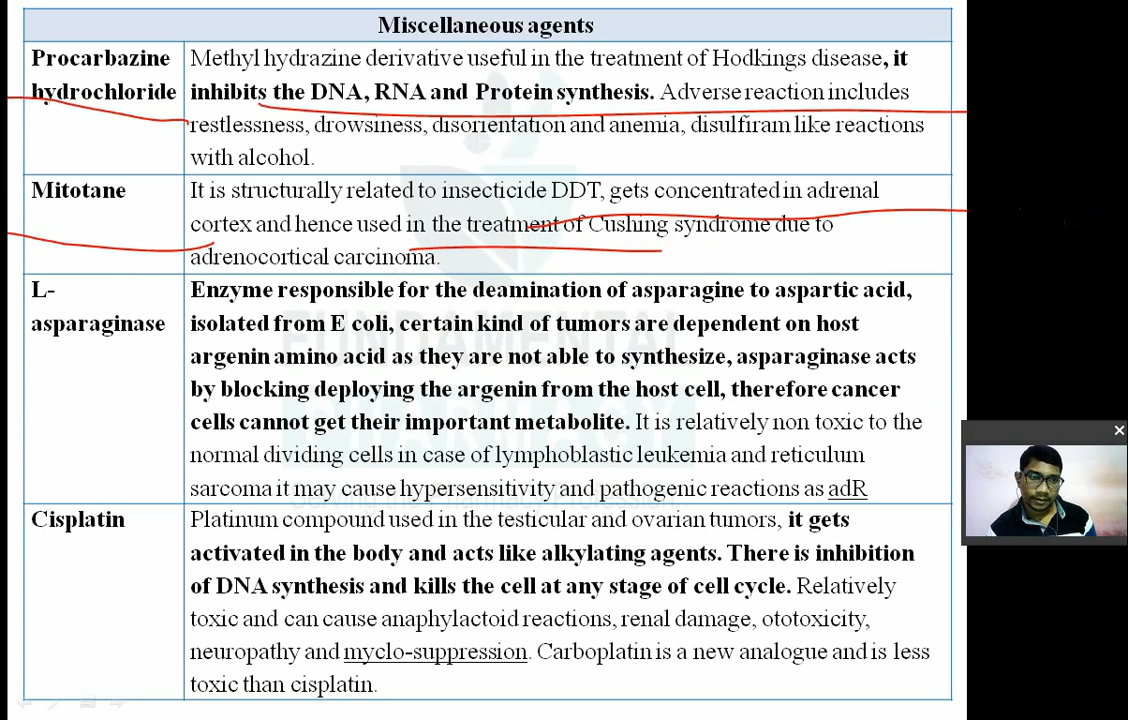 Miscellaneous agents
Procarbazine
hydrochloride
Methyl hydrazine derivative useful in the treatment of Hodkings disease, it
inhibits the DNA, RNA and Protein synthesis. Adverse reaction includes
restlessness, drowsiness, disorientation and anemia, disulfiram like reactions
with alcohol.
Mitotane
It is structurally related to insecticide DDT, gets concentrated in adrenal
cortex and hence used in the treatment of Cushing syndrome due to
adrenocortical carcinoma.
L-
asparaginase
Enzyme responsible for the deamination of asparagine to aspartic acid,
isolated from E coli, certain kind of tumors are dependent on host
argenin amino acid as they are not able to synthesize, asparaginase acts
by blocking deploying the argenin from the host cell, therefore cancer
cells cannot get their important metabolite. It is relatively non toxic to the
normal dividing cells in case of lymphoblastic leukemia and reticulum
sarcoma it may cause hypersensitivity and pathogenic reactions as adR
Cisplatin
Platinum compound used in the testicular and ovarian tumors, it gets
activated in the body and acts like alkylating agents. There is inhibition
of DNA synthesis and kills the cell at any stage of cell cycle. Relatively
toxic and can cause anaphylactoid reactions, renal damage, ototoxicity,
neuropathy and myclo-suppression. Carboplatin is a new analogue and is less
toxic than cisplatin.
FUNDAMENTAL